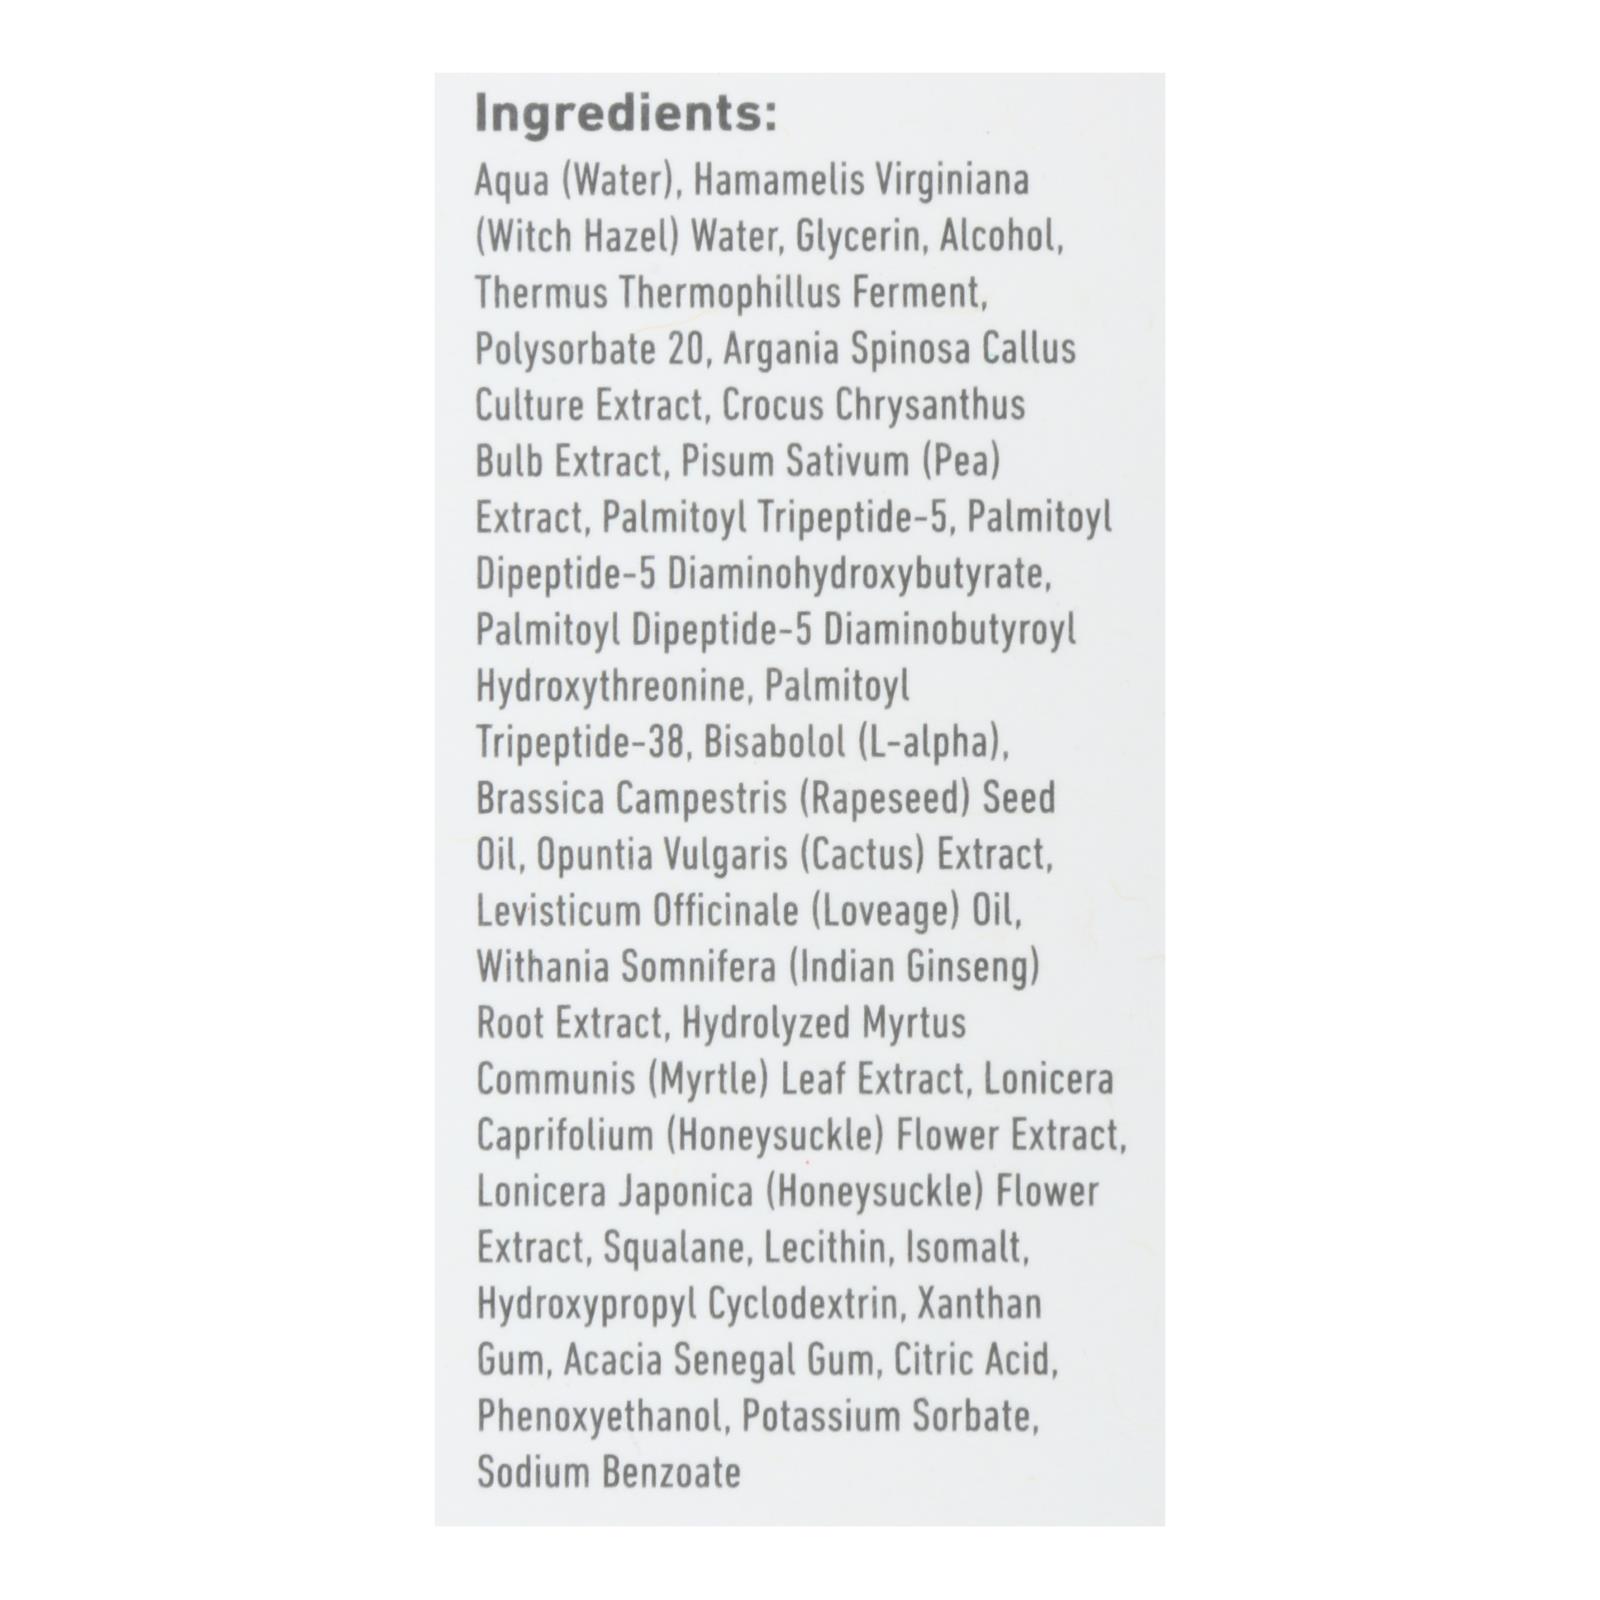 Ingredients:
Aqua (Water), Hamamelis Virginiana
(Witch Hazel) Water, Glycerin, Alcohol,
Thermus Thermophillus Ferment,
Polysorbate 20, Argania Spinosa Callus
Culture Extract, Crocus Chrysanthus
Bulb Extract, Pisum Sativum (Pea)
Extract, Palmitoyl Tripeptide-5, Palmitoyl
Dipeptide-5 Diaminohydroxybutyrate,
Palmitoyl Dipeptide-5 Diaminobutyroyl
Hydroxythreonine, Palmitoyl
Tripeptide-38, Bisabolol (L-alpha),
Brassica Campestris (Rapeseed) Seed
Oil, Opuntia Vulgaris (Cactus) Extract,
Levisticum Officinale (Loveage) Oil,
Withania Somnifera (Indian Ginseng)
Root Extract, Hydrolyzed Myrtus
Communis (Myrtle) Leaf Extract, Lonicera
Caprifolium (Honeysuckle) Flower Extract,
Lonicera Japonica (Honeysuckle) Flower
Extract, Squalane, Lecithin, Isomalt,
Hydroxypropyl Cyclodextrin, Xanthan
Gum, Acacia Senegal Gum, Citric Acid,
Phenoxyethanol, Potassium Sorbate,
Sodium Benzoate